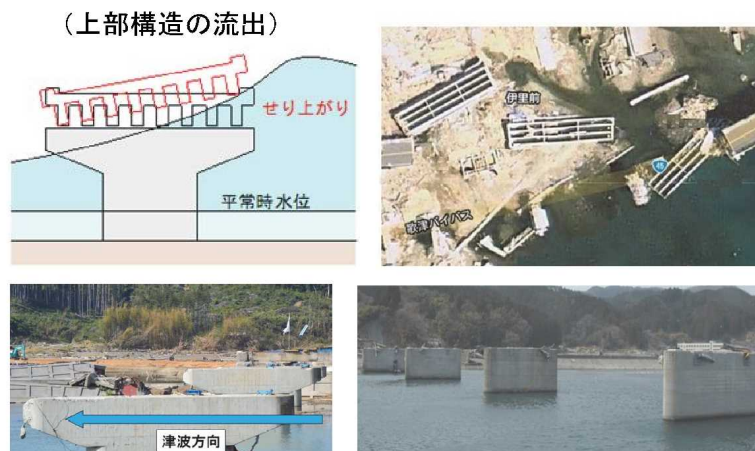 （上部構造の流出）
せり上がり
平常時水位
伊里前
45
歌津バイパス
津波方向